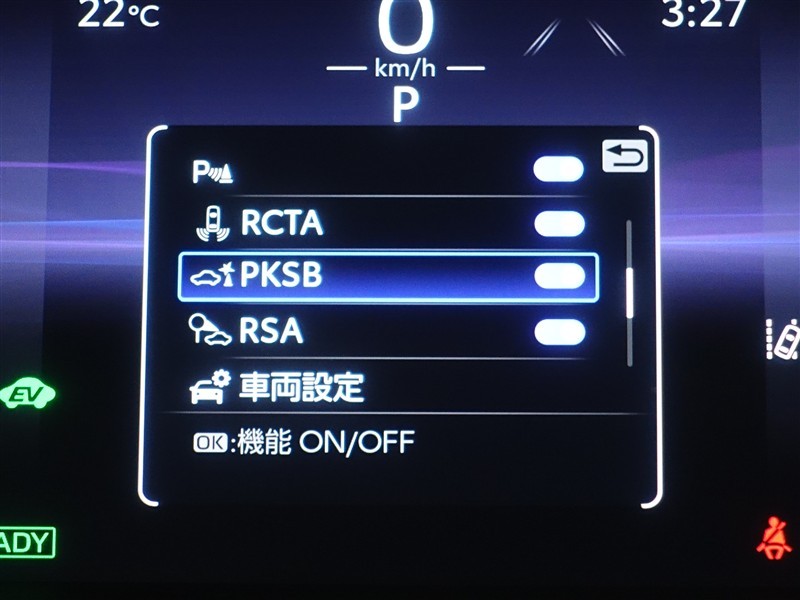 22°C
0
3:27
km/h
P
P
RCTA
PKSB
RSA
車両設定
OK:機能 ON/OFF
EV
ADY